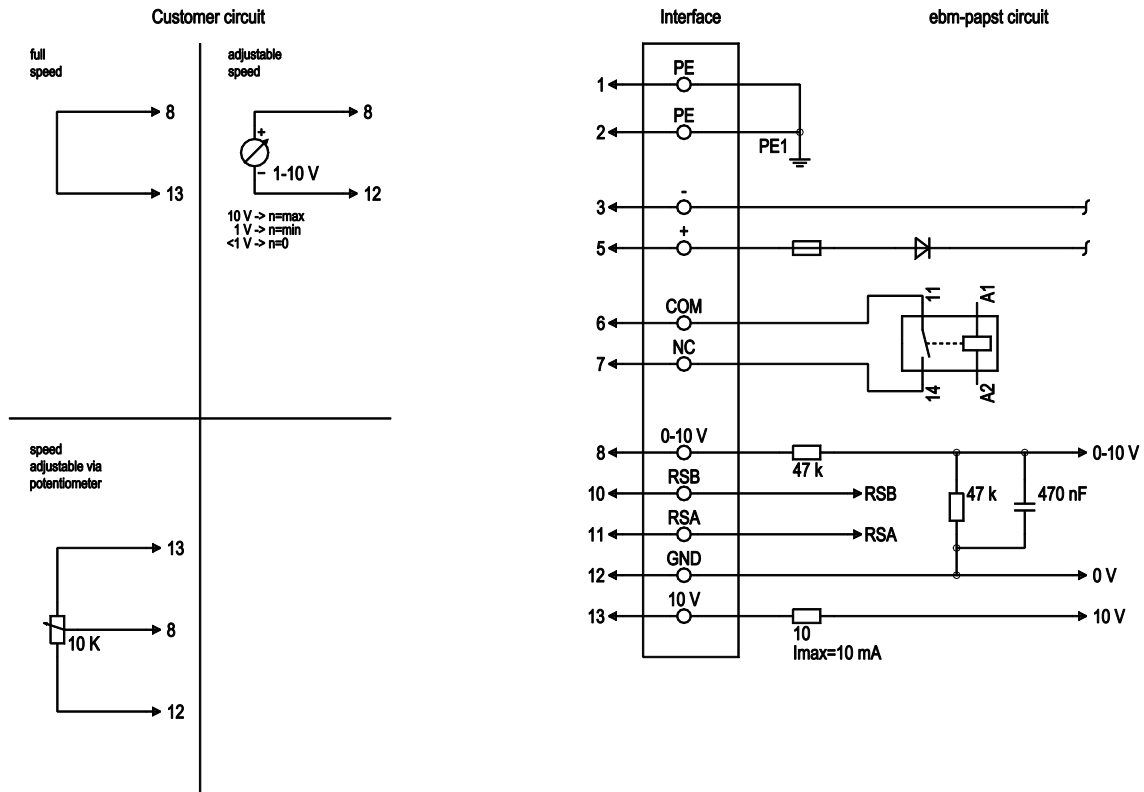 Customer circuit
full
speed
8
13
adjustable
speed
8
+
1-10 V
–
12
10 V -> n=max
1 V -> n=min
<1 V -> n=0
speed
adjustable via
potentiometer
13
8
10 K
12
Interface
ebm-papst circuit
PE
1
PE
2
PE1
-
3
+
5
COM
6
NC
7
11
A1
14
A2
0-10 V
8
47 k
0-10 V
RSB
10
RSB
47 k
470 nF
RSA
11
RSA
GND
12
0 V
10 V
13
10 V
10
Imax=10 mA